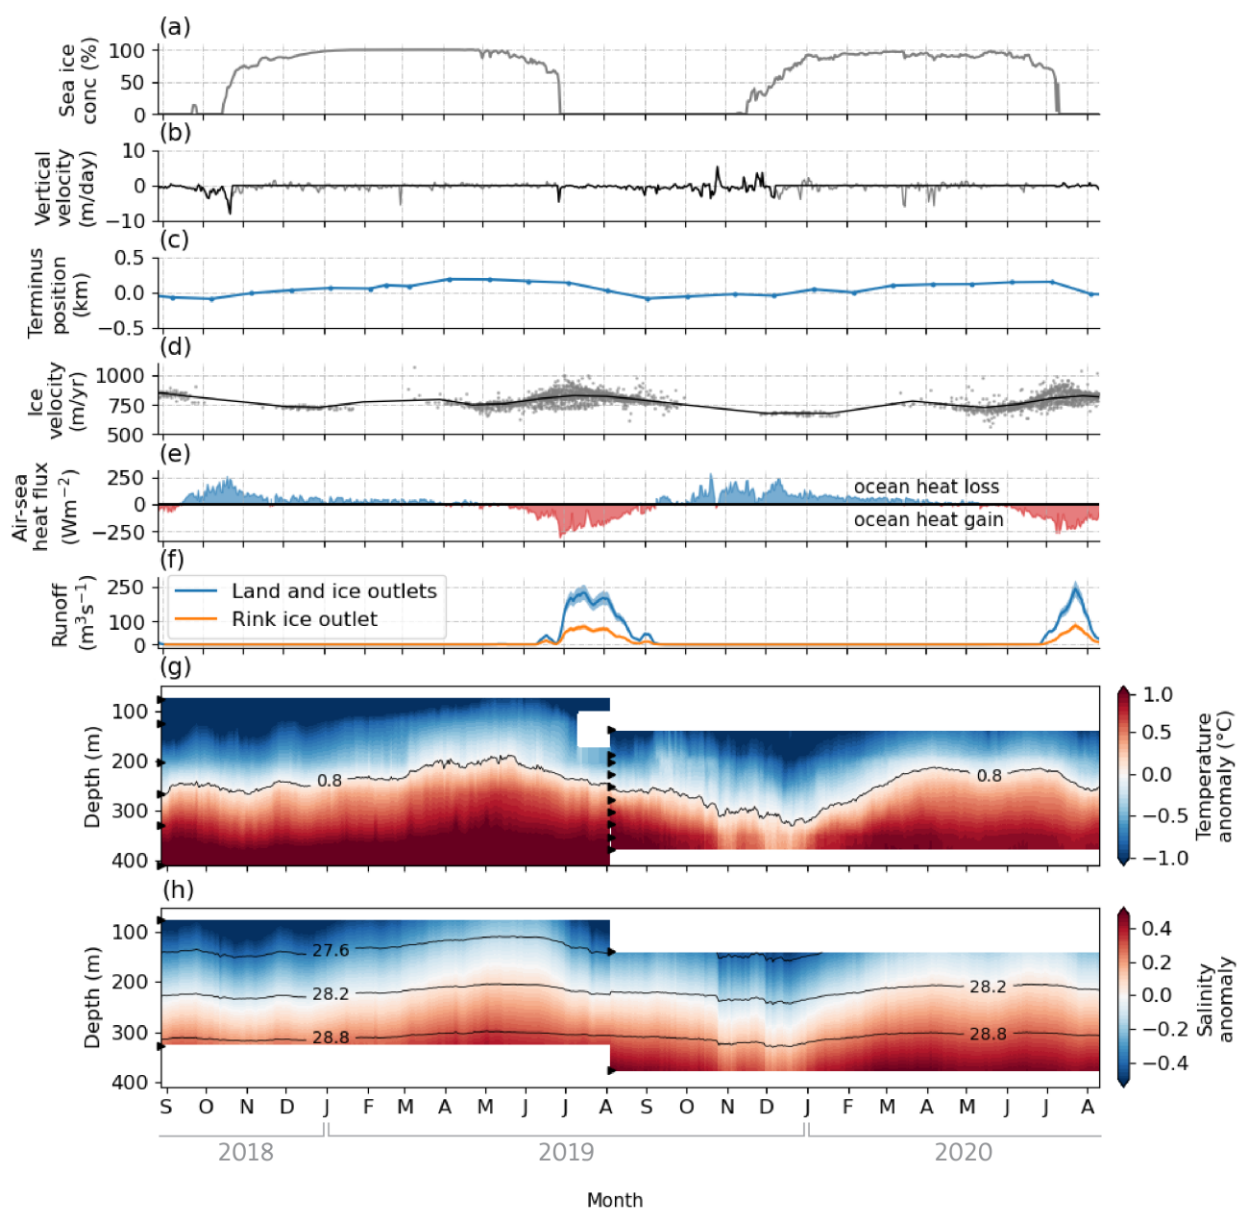 (a)
Sea ice
conc (%)
100
50
0
(b)
Vertical
velocity
(m/day)
10
0
−10
(c)
Terminus
position
(km)
0.5
0.0
−0.5
(d)
Ice
velocity
(m/yr)
1000
750
500
(e)
Air-sea
heat flux
(Wm−2)
250
0
−250
ocean heat loss
ocean heat gain
(f)
Runoff
(m3s−1)
250
100
0
Land and ice outlets
Rink ice outlet
(g)
Depth (m)
100
200
300
400
0.8
0.8
1.0
0.5
0.0
−0.5
−1.0
Temperature
anomaly (°C)
(h)
Depth (m)
100
200
300
400
27.6
28.2
28.8
28.2
28.8
0.4
0.2
0.0
−0.2
−0.4
Salinity
anomaly
S O N D J F M A M J J A S O N D J F M A M J J A
2018 2019 2020
Month